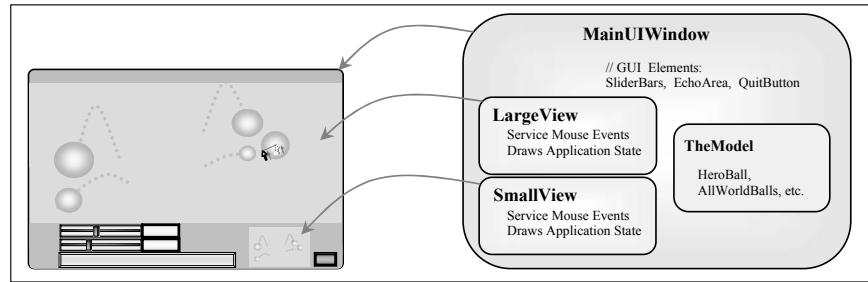 MainUIWindow
// GUI Elements:
SliderBars, EchoArea, QuitButton
LargeView
Service Mouse Events
Draws Application State
TheModel
HeroBall,
AllWorldBalls, etc.
SmallView
Service Mouse Events
Draws Application State